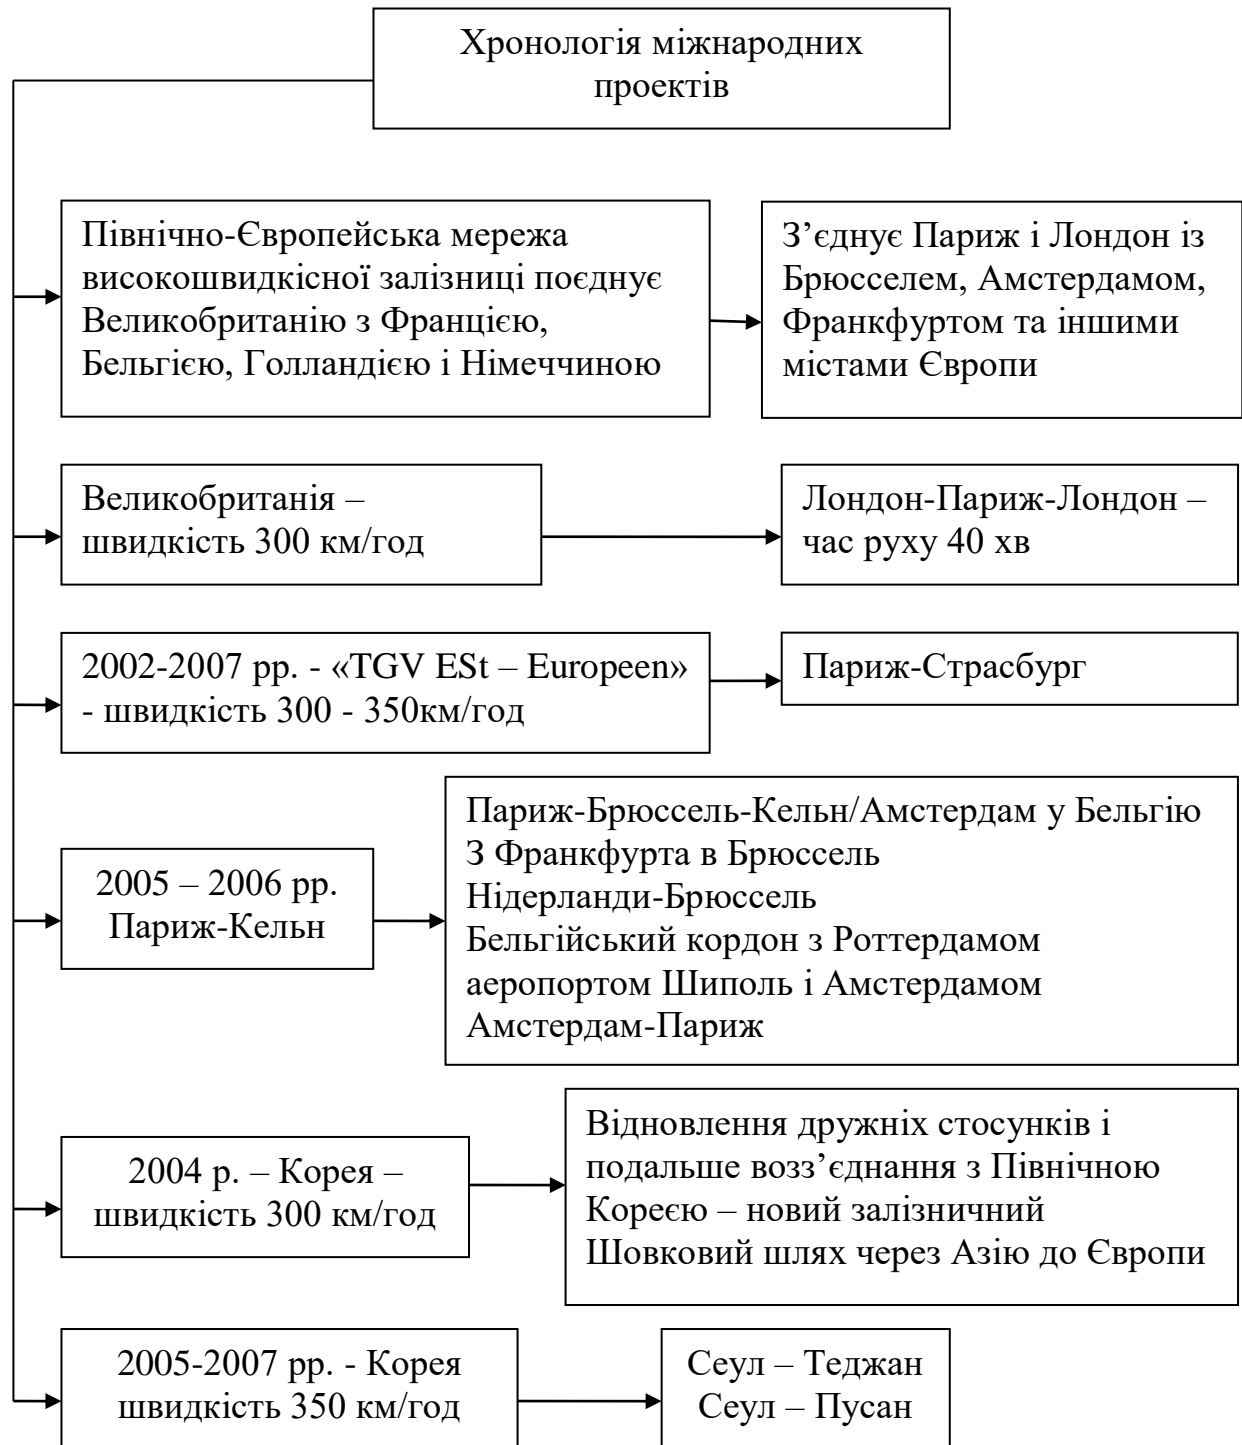 Хронологія міжнародних
проектів
Північно-Європейська мережа
високошвидкісної залізниці поєднує
Великобританію з Францією,
Бельгією, Голландією і Німеччиною
З’єднує Париж і Лондон із
Брюсселем, Амстердамом,
Франкфуртом та іншими
містами Європи
Великобританія –
швидкість 300 км/год
Лондон-Париж-Лондон –
час руху 40 хв
2002-2007 рр. - «TGV ESt – Europeen»
- швидкість 300 - 350км/год
Париж-Страсбург
2005 – 2006 рр.
Париж-Кельн
Париж-Брюссель-Кельн/Амстердам у Бельгію
З Франкфурта в Брюссель
Нідерланди-Брюссель
Бельгійський кордон з Роттердамом
аеропортом Шиполь і Амстердамом
Амстердам-Париж
2004 р. – Корея –
швидкість 300 км/год
Відновлення дружніх стосунків і
подальше возз’єднання з Північною
Кореєю – новий залізничний
Шовковий шлях через Азію до Європи
2005-2007 рр. - Корея
швидкість 350 км/год
Сеул – Теджан
Сеул – Пусан